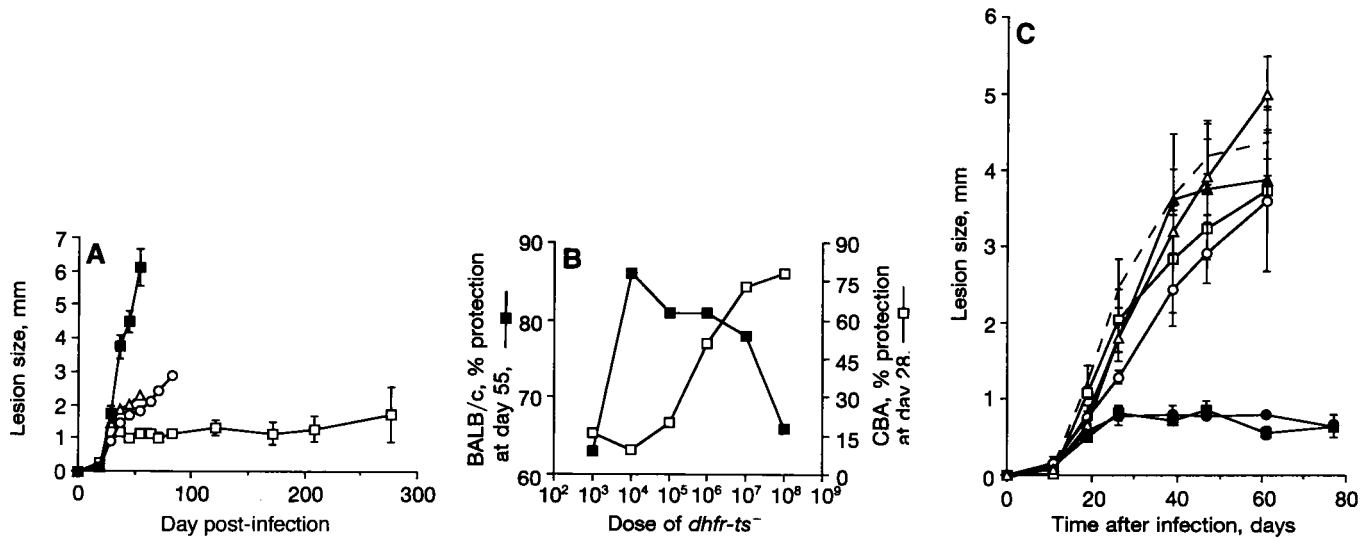 A
Lesion size, mm
7
6
5
4
3
2
1
0
0
100
200
300
Day post-infection
B
BALB/c, % protection
at day 55,
90
80
70
60
CBA, % protection
at day 28,
90
75
60
45
30
15
0
10² 10³ 10⁴ 10⁵ 10⁶ 10⁷ 10⁸ 10⁹
Dose of dhfr-ts⁻
C
Lesion size, mm
6
5
4
3
2
1
0
0
20
40
60
80
Time after infection, days